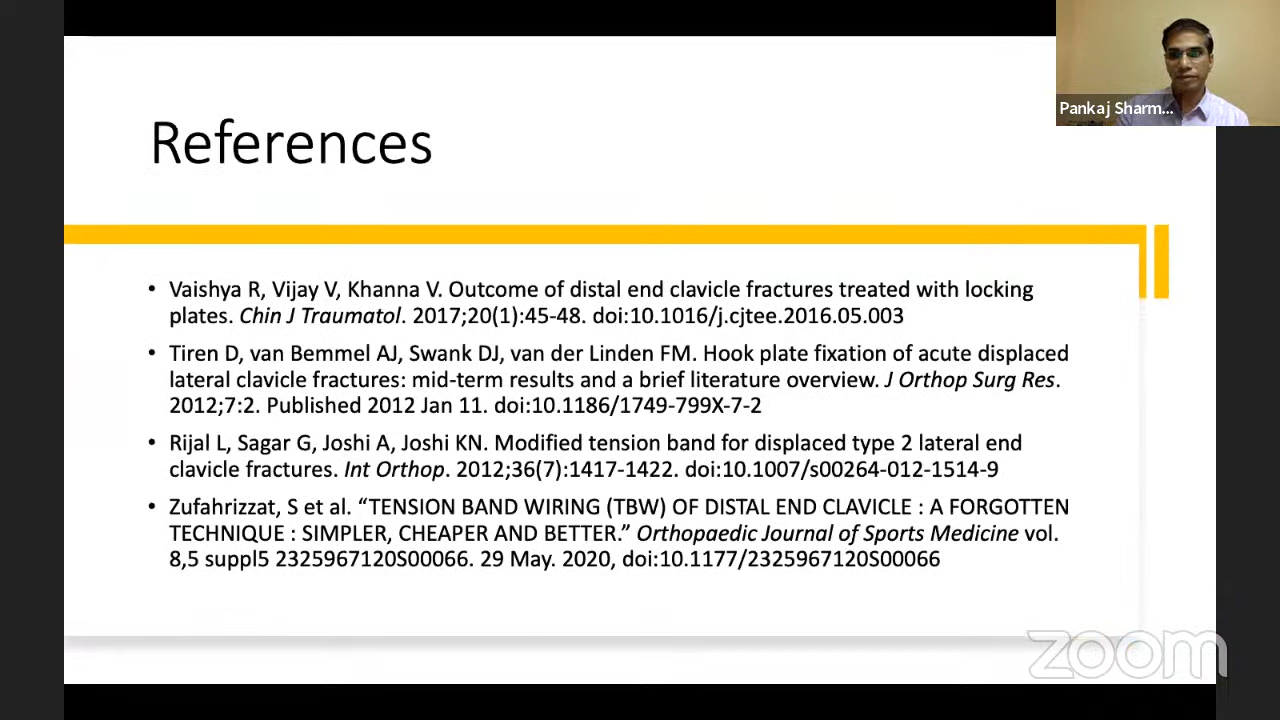 Pankaj Sharm...
References
• Vaishya R, Vijay V, Khanna V. Outcome of distal end clavicle fractures treated with locking
plates. Chin J Traumatol. 2017;20(1):45-48. doi:10.1016/j.cjtee.2016.05.003
• Tiren D, van Bemmel AJ, Swank DJ, van der Linden FM. Hook plate fixation of acute displaced
lateral clavicle fractures: mid-term results and a brief literature overview. J Orthop Surg Res.
2012;7:2. Published 2012 Jan 11. doi:10.1186/1749-799X-7-2
• Rijal L, Sagar G, Joshi A, Joshi KN. Modified tension band for displaced type 2 lateral end
clavicle fractures. Int Orthop. 2012;36(7):1417-1422. doi:10.1007/s00264-012-1514-9
• Zufahrizzat, S et al. “TENSION BAND WIRING (TBW) OF DISTAL END CLAVICLE : A FORGOTTEN
TECHNIQUE : SIMPLER, CHEAPER AND BETTER.” Orthopaedic Journal of Sports Medicine vol.
8,5 suppl5 2325967120S00066. 29 May. 2020, doi:10.1177/2325967120S00066
zoom